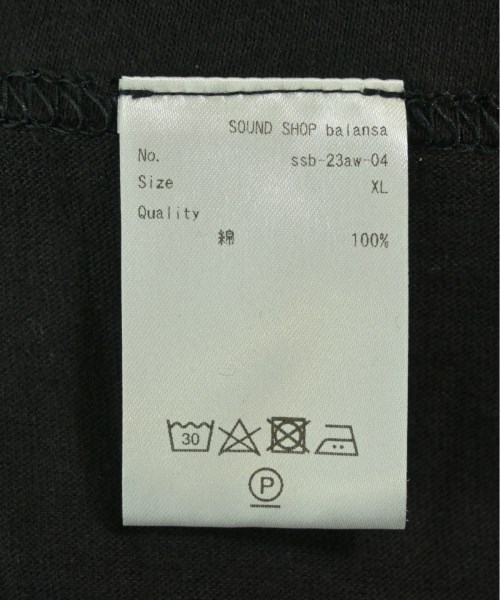 SOUND SHOP balansa
No. ssb-23aw-04
Size XL
Quality
綿 100%
30
P